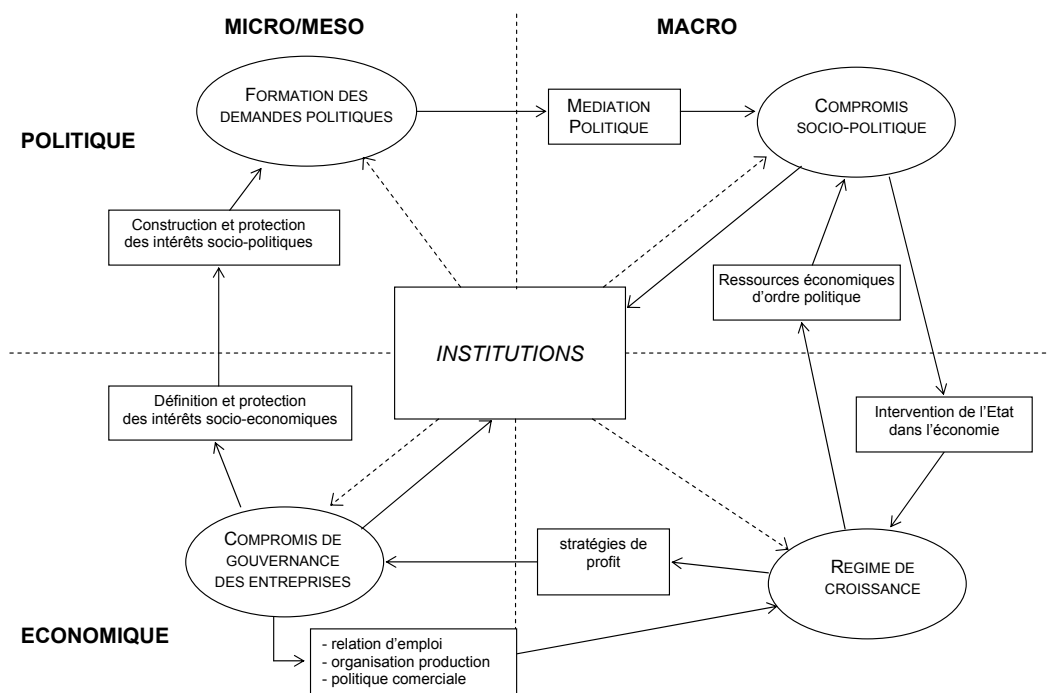 MICRO/MESO
MACRO
FORMATION DES
DEMANDES POLITIQUES
MEDIATION
POLITIQUE
COMPROMIS
SOCIO-POLITIQUE
POLITIQUE
Construction et protection
des intérêts socio-politiques
Ressources économiques
d'ordre politique
INSTITUTIONS
Définition et protection
des intérêts socio-economiques
Intervention de l'Etat
dans l'économie
COMPROMIS DE
GOUVERNANCE
DES ENTREPRISES
stratégies de
profit
REGIME DE
CROISSANCE
ECONOMIQUE
- relation d'emploi
- organisation production
- politique comerciale